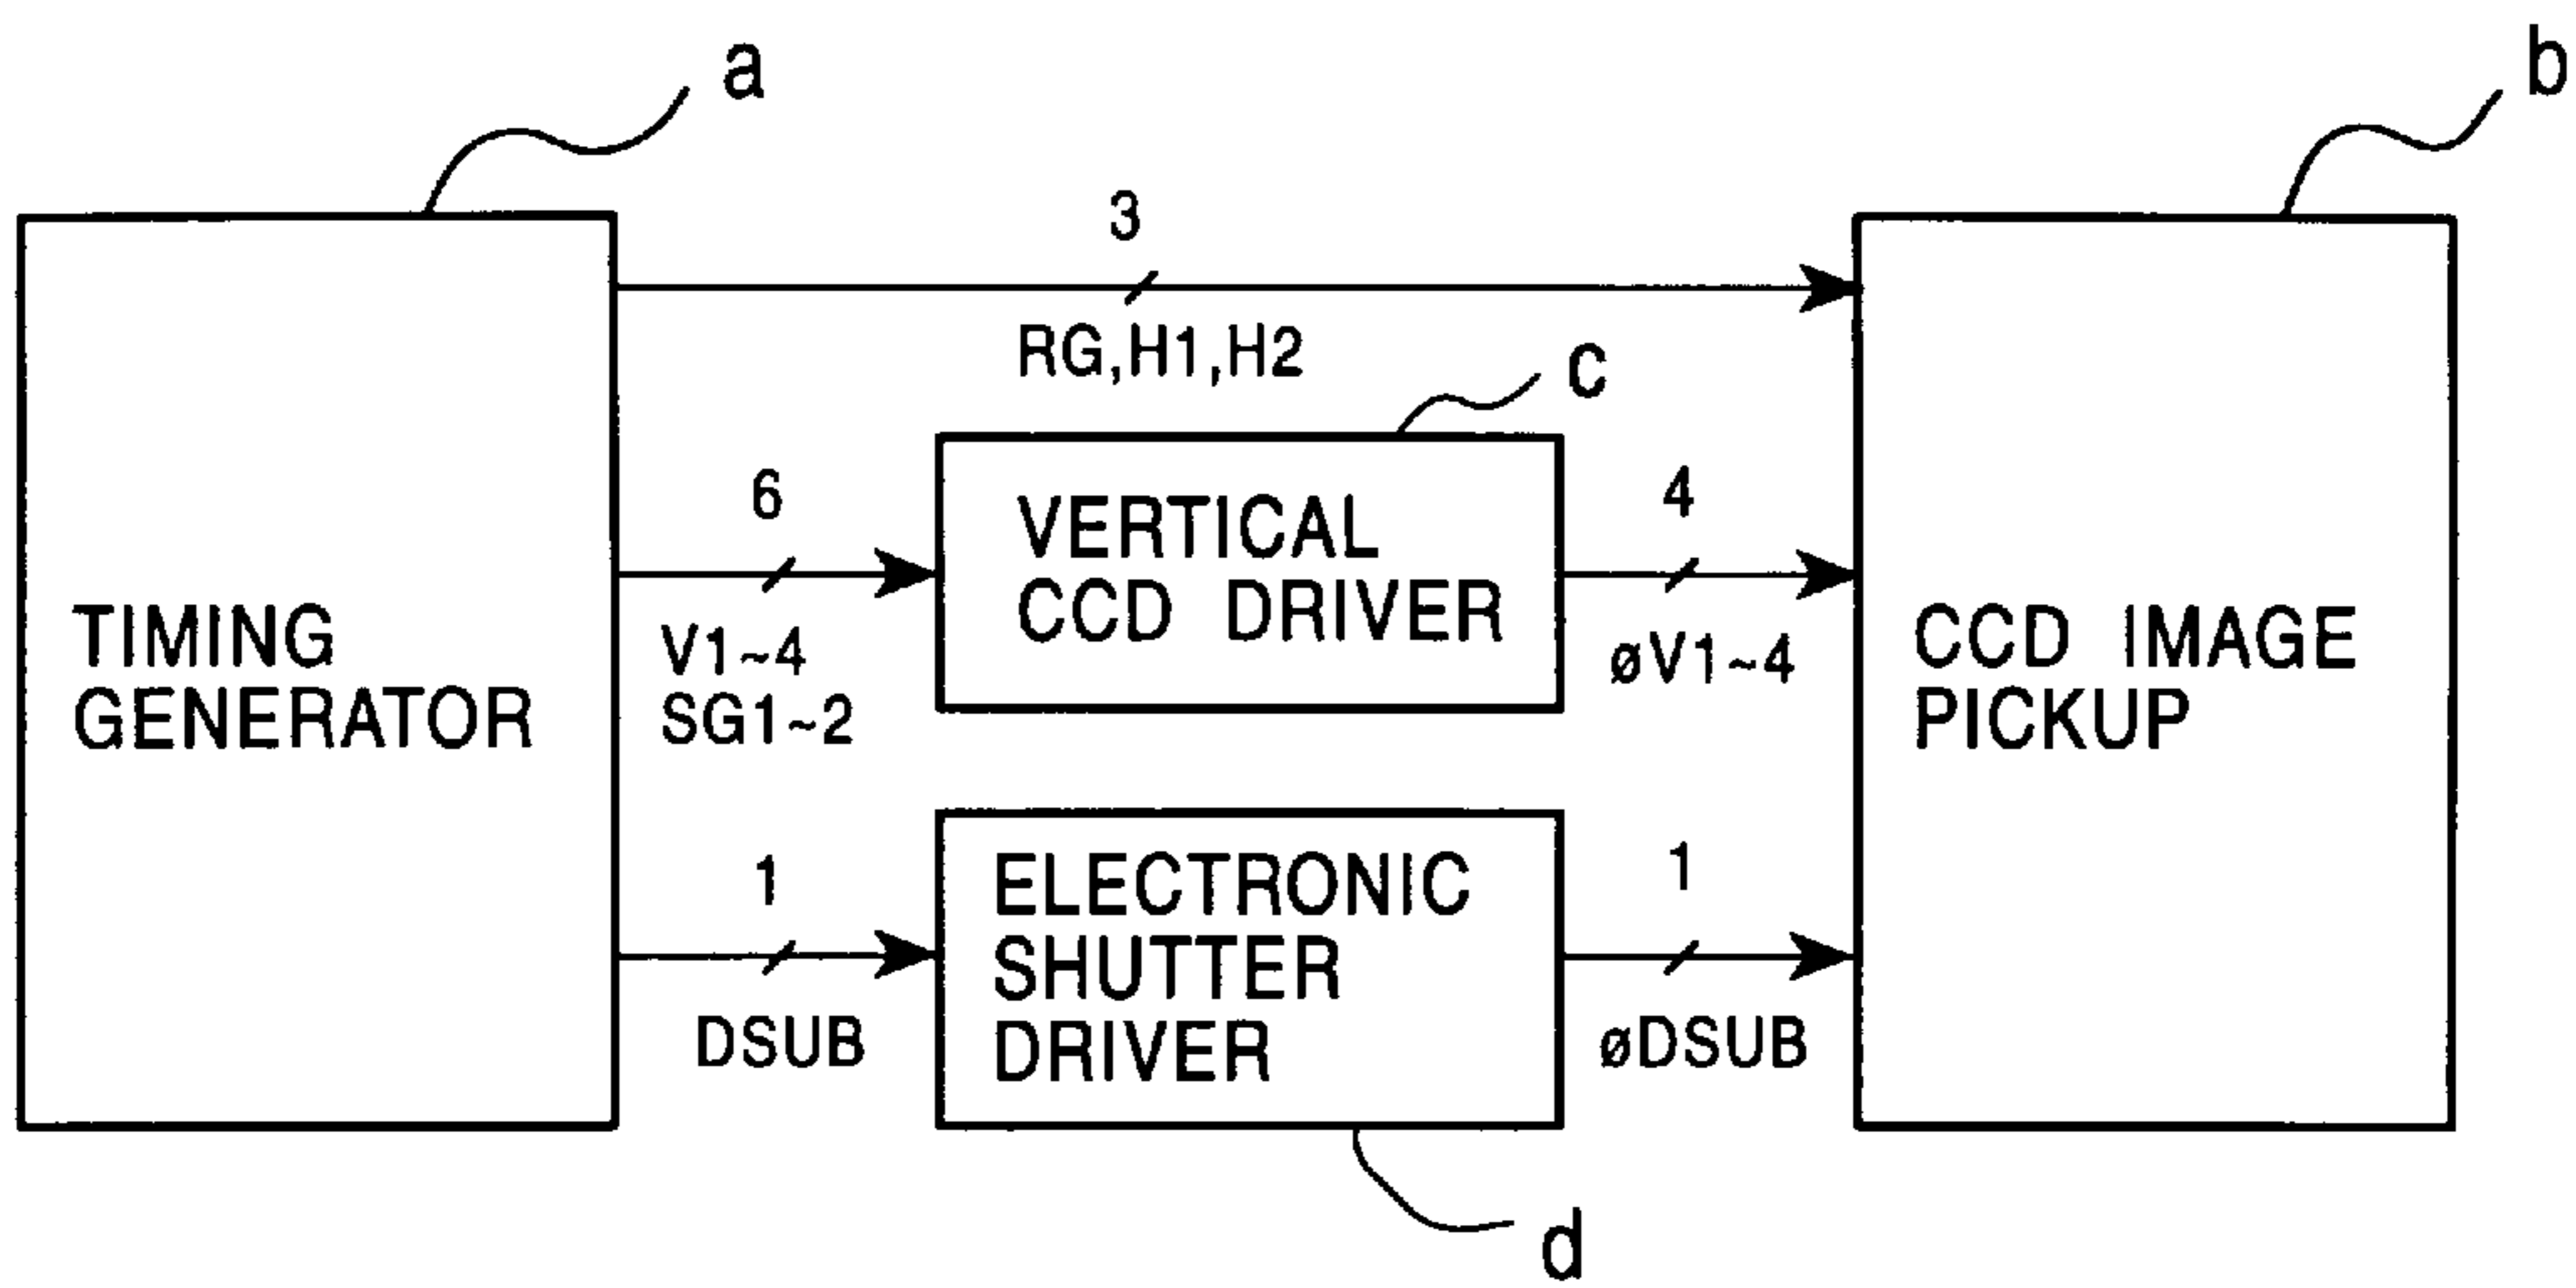 a
b
3
RG,H1,H2
c
6
V1~4
SG1~2
VERTICAL
CCD DRIVER
4
øV1~4
TIMING
GENERATOR
CCD IMAGE
PICKUP
1
DSUB
ELECTRONIC
SHUTTER
DRIVER
1
øDSUB
d